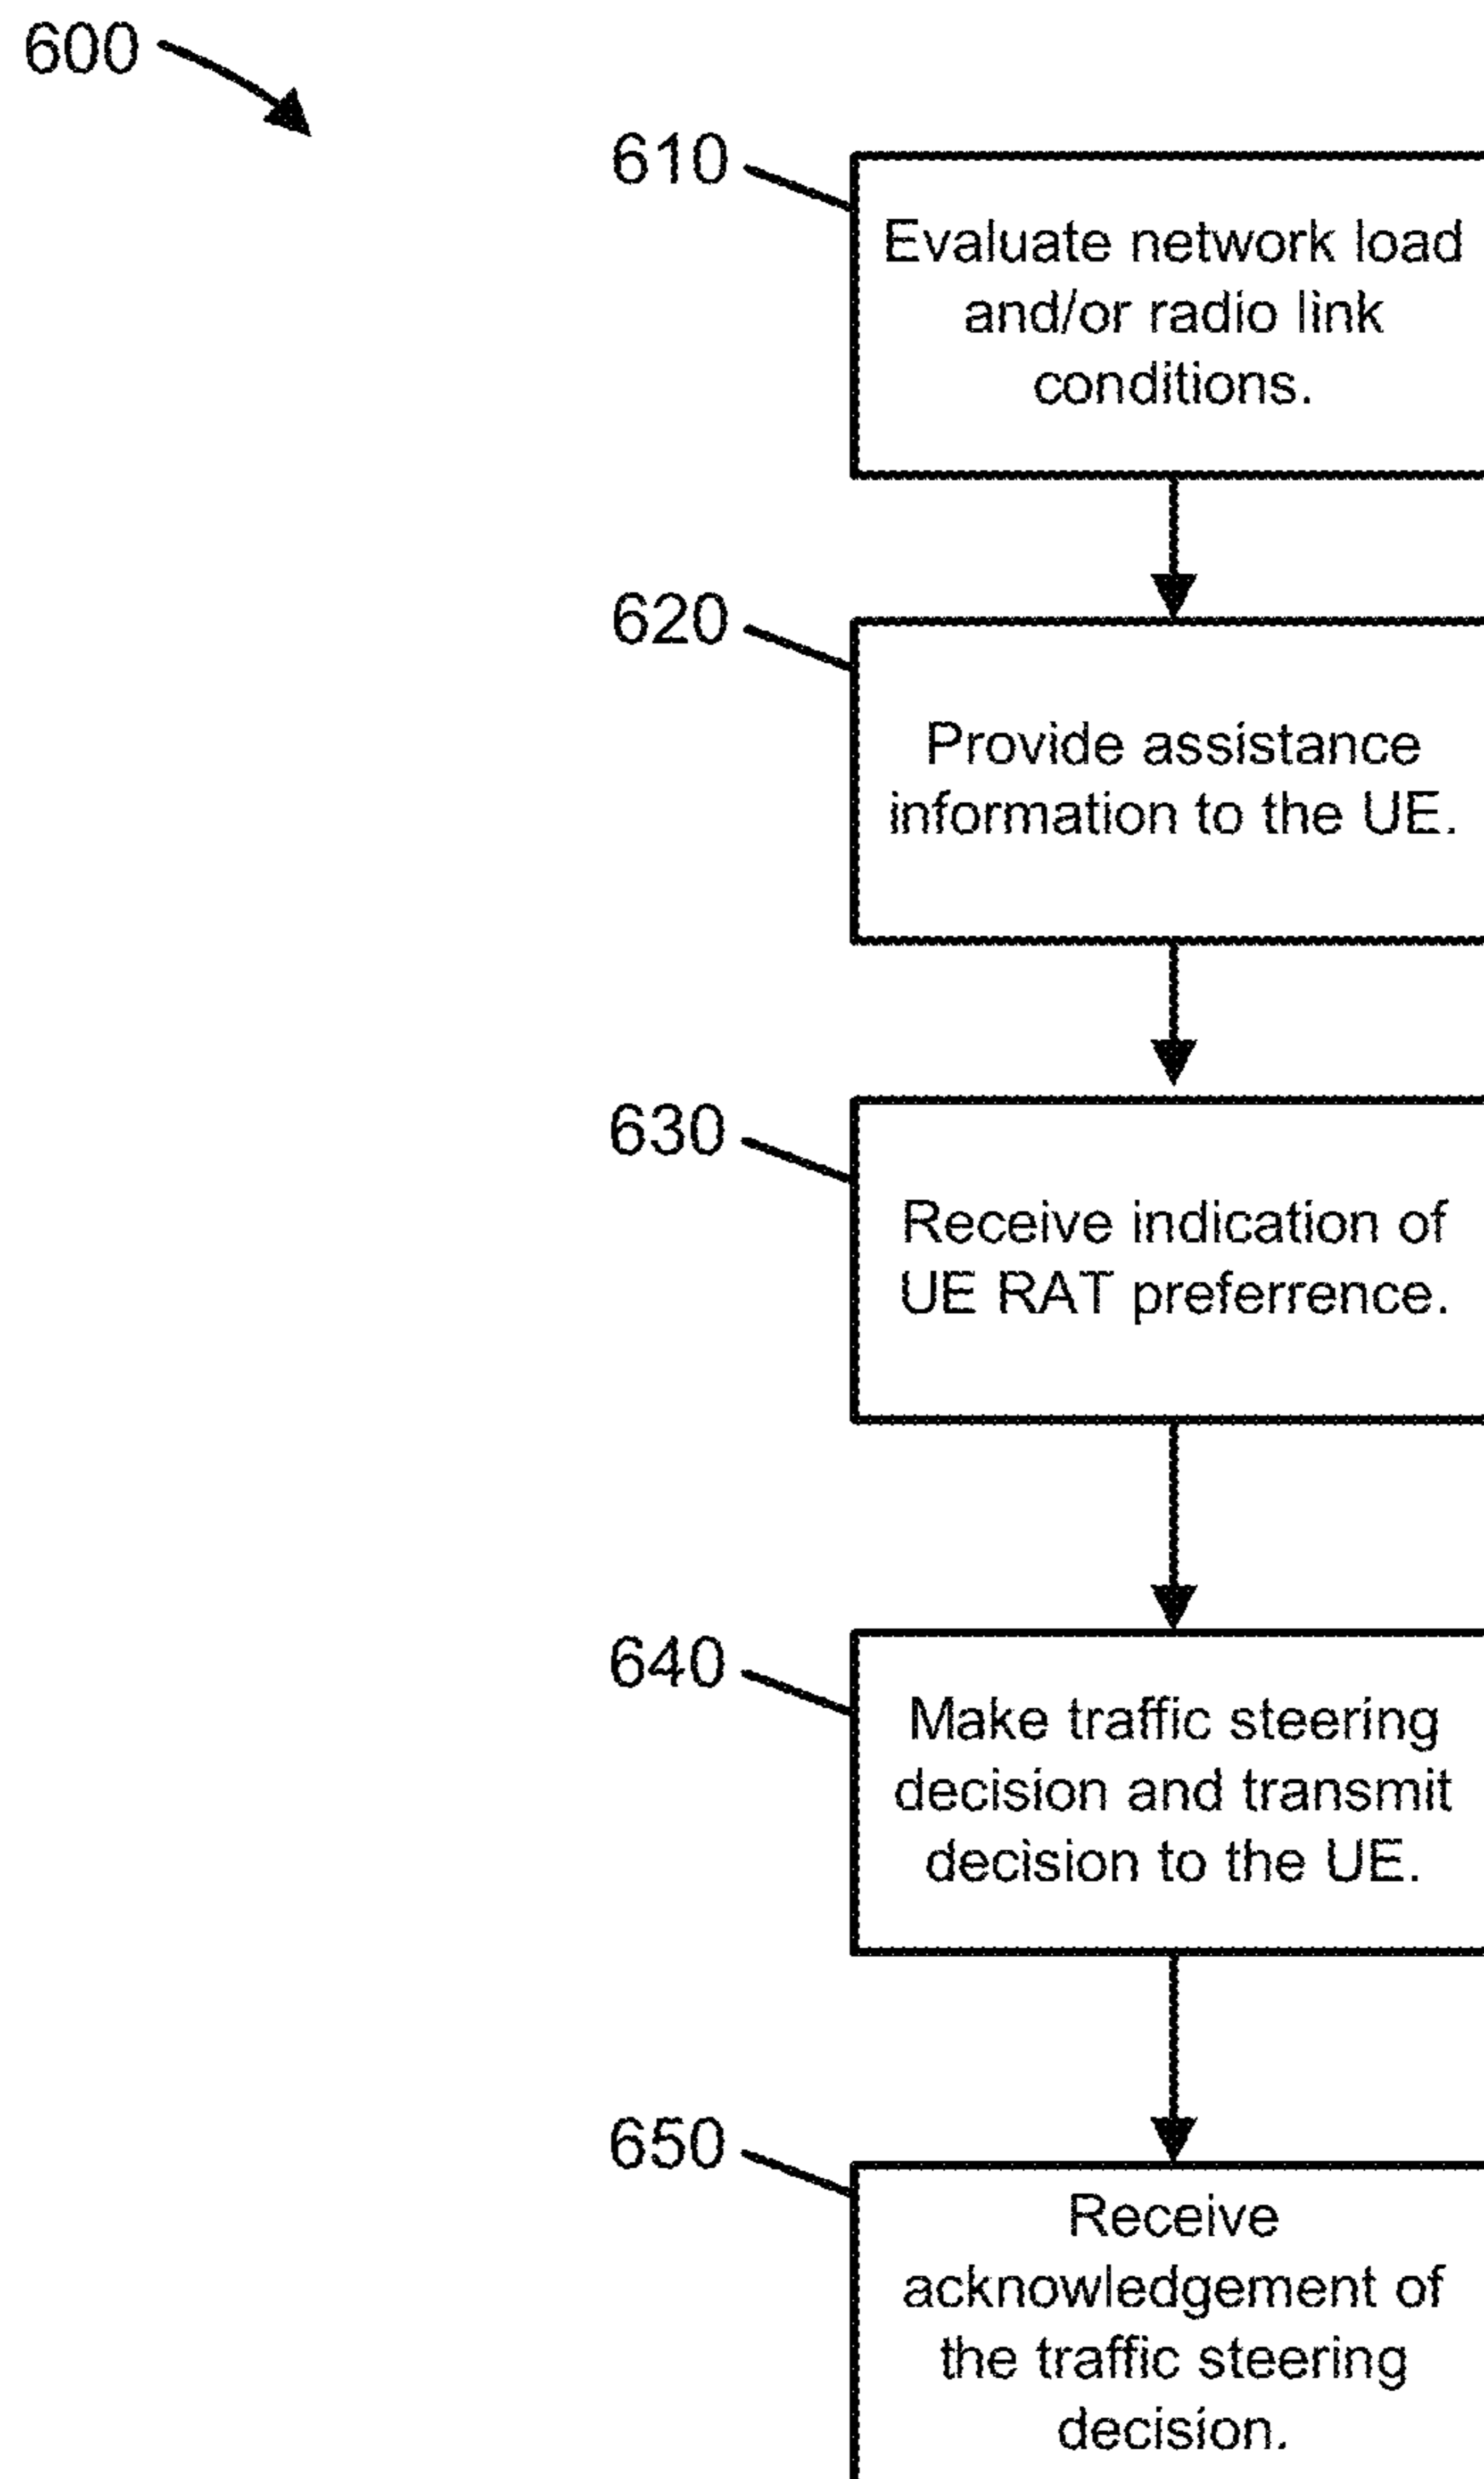 600
610
Evaluate network load
and/or radio link
conditions.
620
Provide assistance
information to the UE.
630
Receive indication of
UE RAT preferrence.
640
Make traffic steering
decision and transmit
decision to the UE.
650
Receive
acknowledgement of
the traffic steering
decision.